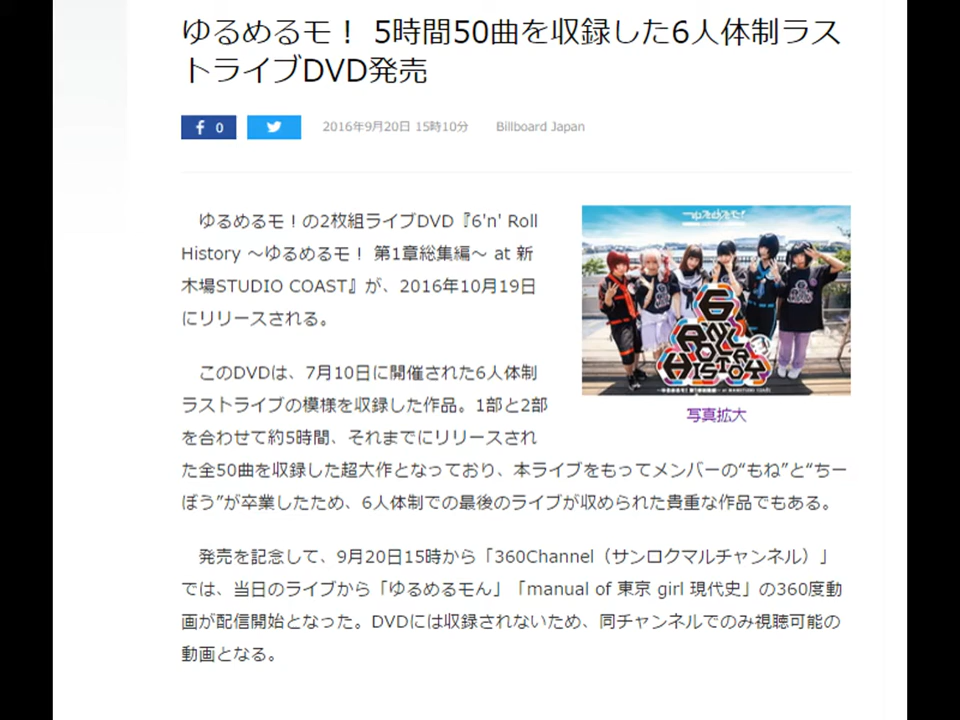 ゆるめるモ! 5時間50曲を収録した6人体制ラス
トライブDVD発売
f 0
2016年9月20日 15時10分 Billboard Japan
ゆるめるモ!の2枚組ライブDVD『6'n' Roll
History ～ゆるめるモ! 第1章総集編～ at 新
木場STUDIO COAST』が、2016年10月19日
にリリースされる。
このDVDは、7月10日に開催された6人体制
ラストライブの模様を収録した作品。1部と2部
を合わせて約5時間、それまでにリリースされ
た全50曲を収録した超大作となっており、本ライブをもってメンバーの“もね”と“ちー
ぼう”が卒業したため、6人体制での最後のライブが収められた貴重な作品でもある。
発売を記念して、9月20日15時から「360Channel（サンロクマルチャンネル）」
では、当日のライブから「ゆるめるモん」「manual of 東京 girl 現代史」の360度動
画が配信開始となった。DVDには収録されないため、同チャンネルでのみ視聴可能の
動画となる。
ゆるめるモ!
写真拡大